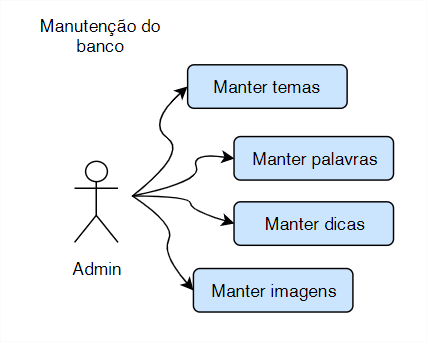 Manutenção do
banco
Manter temas
Manter palavras
Manter dicas
Admin
Manter imagens